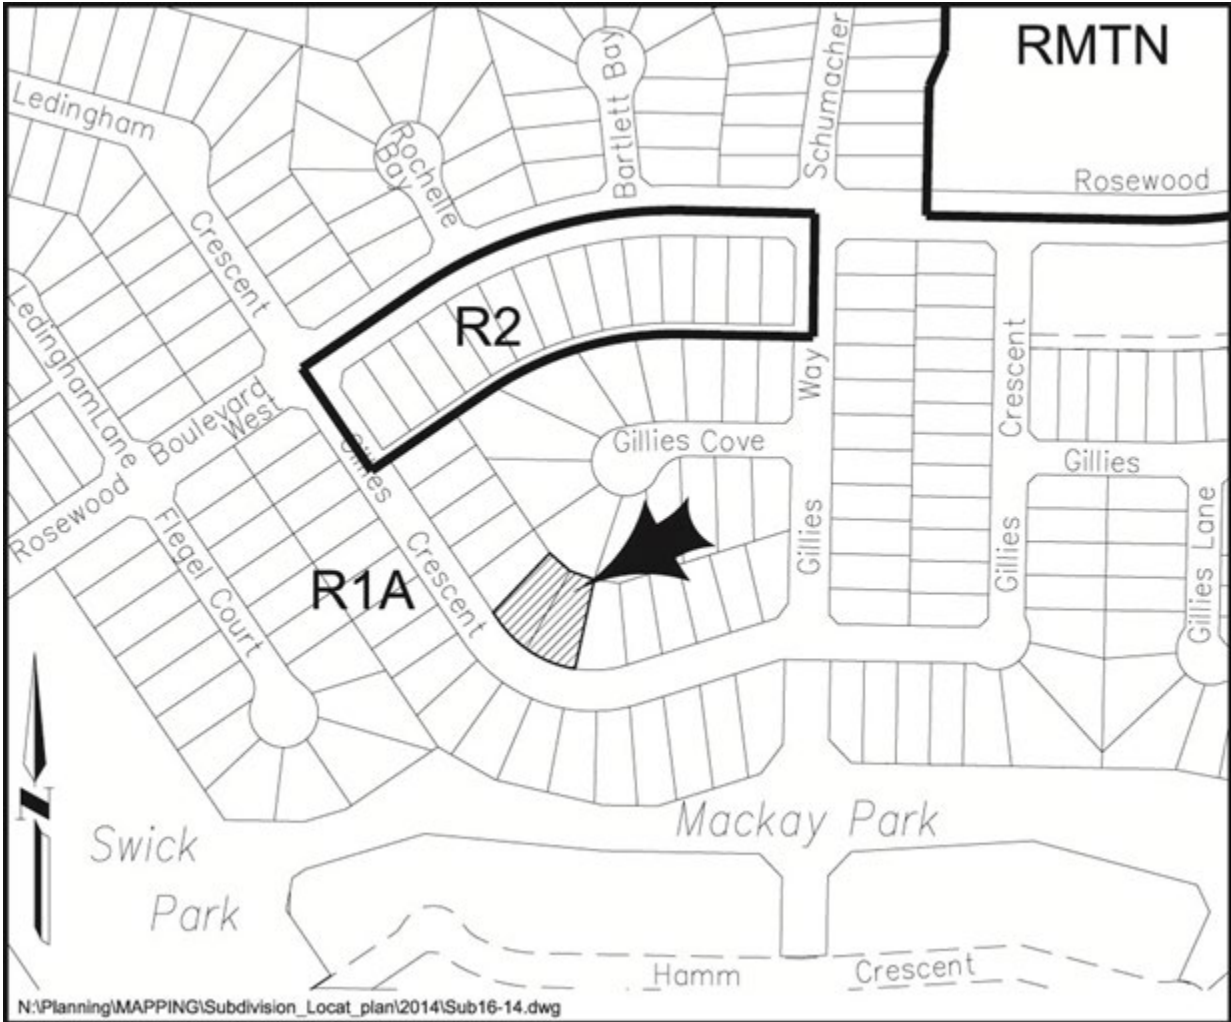 RMTN
Schumacher
Bartlett Bay
Ledingham
Rochelle
Bay
Rosewood
Crescent
R2
Ledingham Lane
Boulevard
West
Way
Crescent
Gillies
Gillies Cove
Gillies
Rosewood
Flegel Court
Crescent
R1A
Gillies
Gillies
Gillies Lane
N
Mackay Park
Swick
Park
Hamm
Crescent
N:\Planning\MAPPING\Subdivision_Locat_plan\2014\Sub16-14.dwg